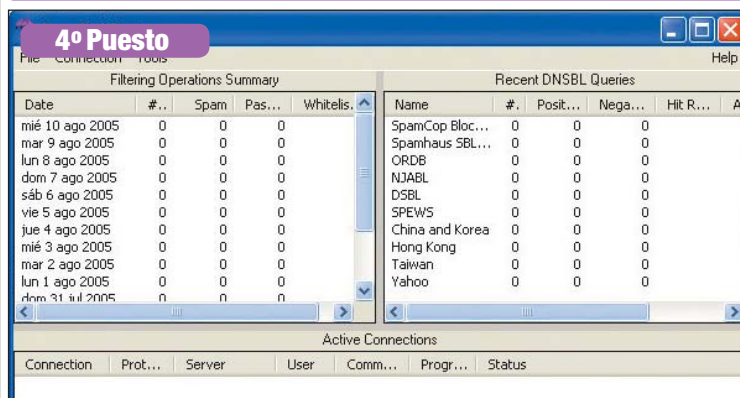 4º Puesto
File Connection Tools Help
Filtering Operations Summary
Date #.. Spam Pas... Whitelis.
mié 10 ago 2005 0 0 0
mar 9 ago 2005 0 0 0
lun 8 ago 2005 0 0 0
dom 7 ago 2005 0 0 0
sáb 6 ago 2005 0 0 0
vie 5 ago 2005 0 0 0
jue 4 ago 2005 0 0 0
mié 3 ago 2005 0 0 0
mar 2 ago 2005 0 0 0
lun 1 ago 2005 0 0 0
dom 31 jul 2005 0 0 0
Recent DNSBL Queries
Name #. Posit... Nega... Hit R... A
SpamCop Bloc... 0 0 0
Spamhaus SBL... 0 0 0
ORDB 0 0 0
NJABL 0 0 0
DSBL 0 0 0
SPEWS 0 0 0
China and Korea 0 0 0
Hong Kong 0 0 0
Taiwan 0 0 0
Yahoo 0 0 0
Active Connections
Connection Prot... Server User Comm... Progr... Status